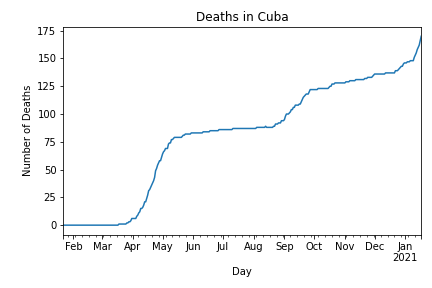 Deaths in Cuba
Number of Deaths
175
150
125
100
75
50
25
0
Feb Mar Apr May Jun Jul Aug Sep Oct Nov Dec Jan
2021
Day